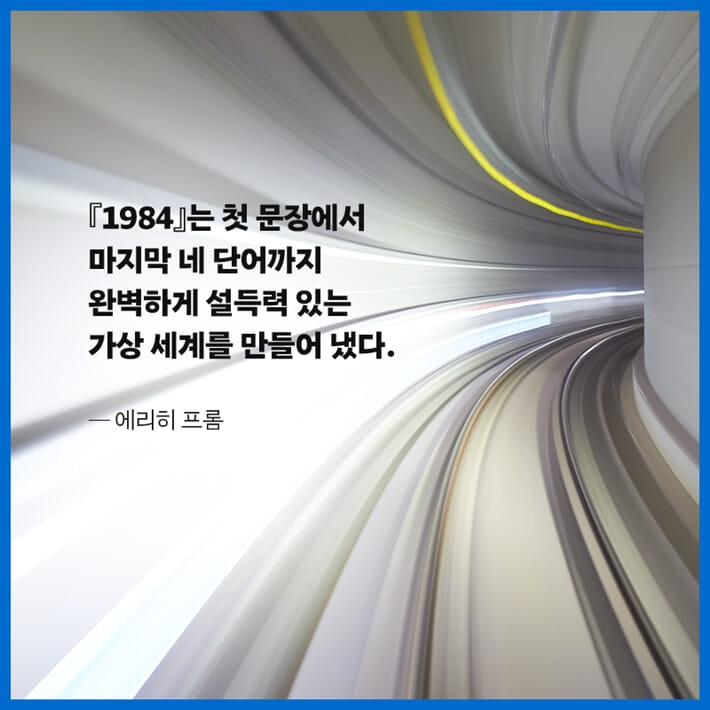 『1984』는 첫 문장에서
마지막 네 단어까지
완벽하게 설득력 있는
가상 세계를 만들어 냈다.
─ 에리히 프롬